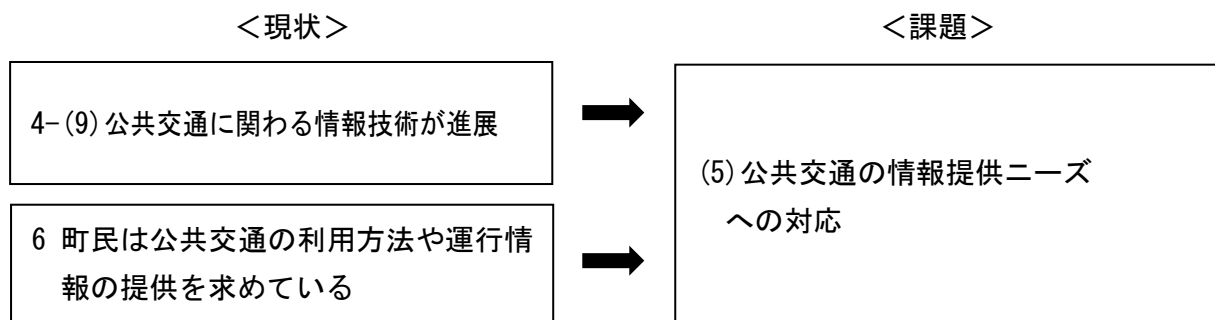 ＜現状＞
＜課題＞
4-(9)公共交通に関わる情報技術が進展
6 町民は公共交通の利用方法や運行情
報の提供を求めている
(5)公共交通の情報提供ニーズ
への対応